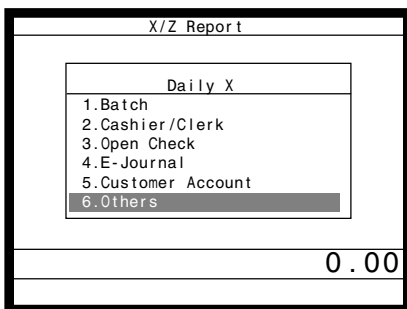 X/Z Report
Daily X
1.Batch
2.Cashier/Clerk
3.Open Check
4.E-Journal
5.Customer Account
6.Others
0.00